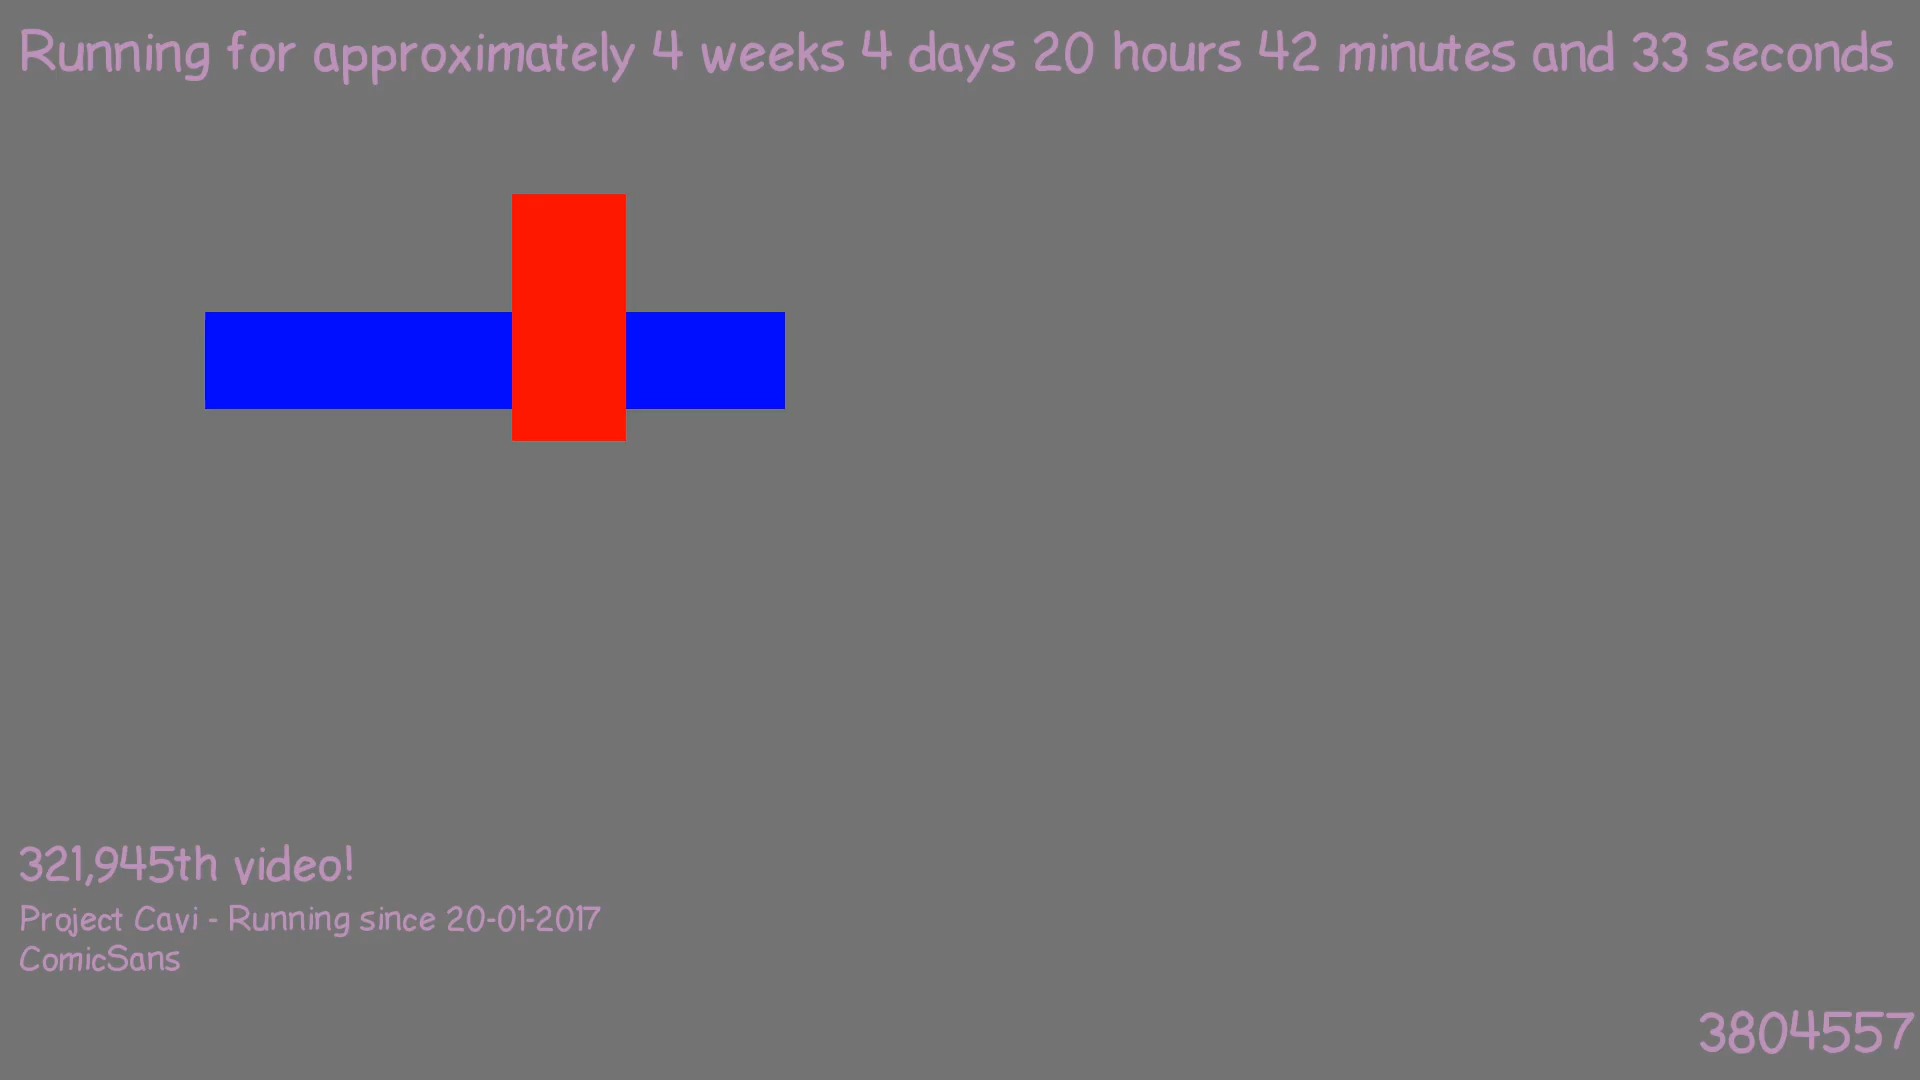 Running for approximately 4 weeks 4 days 20 hours 42 minutes and 33 seconds
321,945th video!
Project Cavi - Running since 20-01-2017
ComicSans
3804557